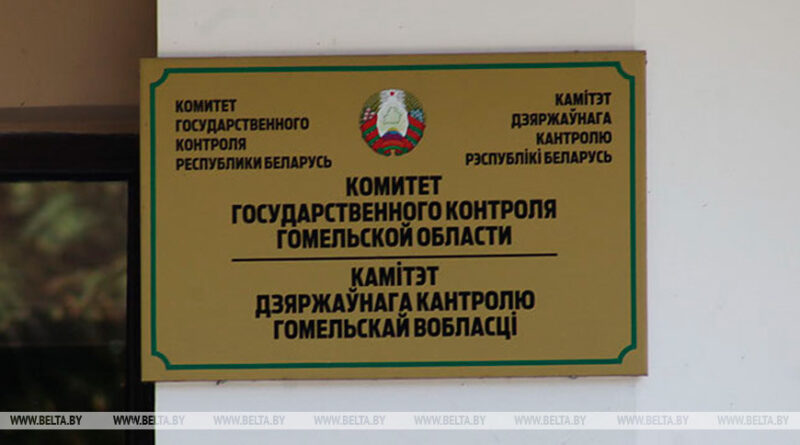 КОМИТЕТ
ГОСУДАРСТВЕННОГО
КОНТРОЛЯ
РЕСПУБЛИКИ БЕЛАРУСЬ
КАМІТЭТ
ДЗЯРЖАЎНАГА
КАНТРОЛЮ
РЭСПУБЛІКІ БЕЛАРУСЬ
КОМИТЕТ
ГОСУДАРСТВЕННОГО КОНТРОЛЯ
ГОМЕЛЬСКОЙ ОБЛАСТИ
КАМІТЭТ
ДЗЯРЖАЎНАГА КАНТРОЛЮ
ГОМЕЛЬСКАЙ ВОБЛАСЦІ
WWW.BELTA.BY WWW.BELTA.BY WWW.BELTA.BY WWW.BELTA.BY WWW.BELTA.BY WWW.BELTA.BY WWW.BELTA.BY WWW.BELTA.BY